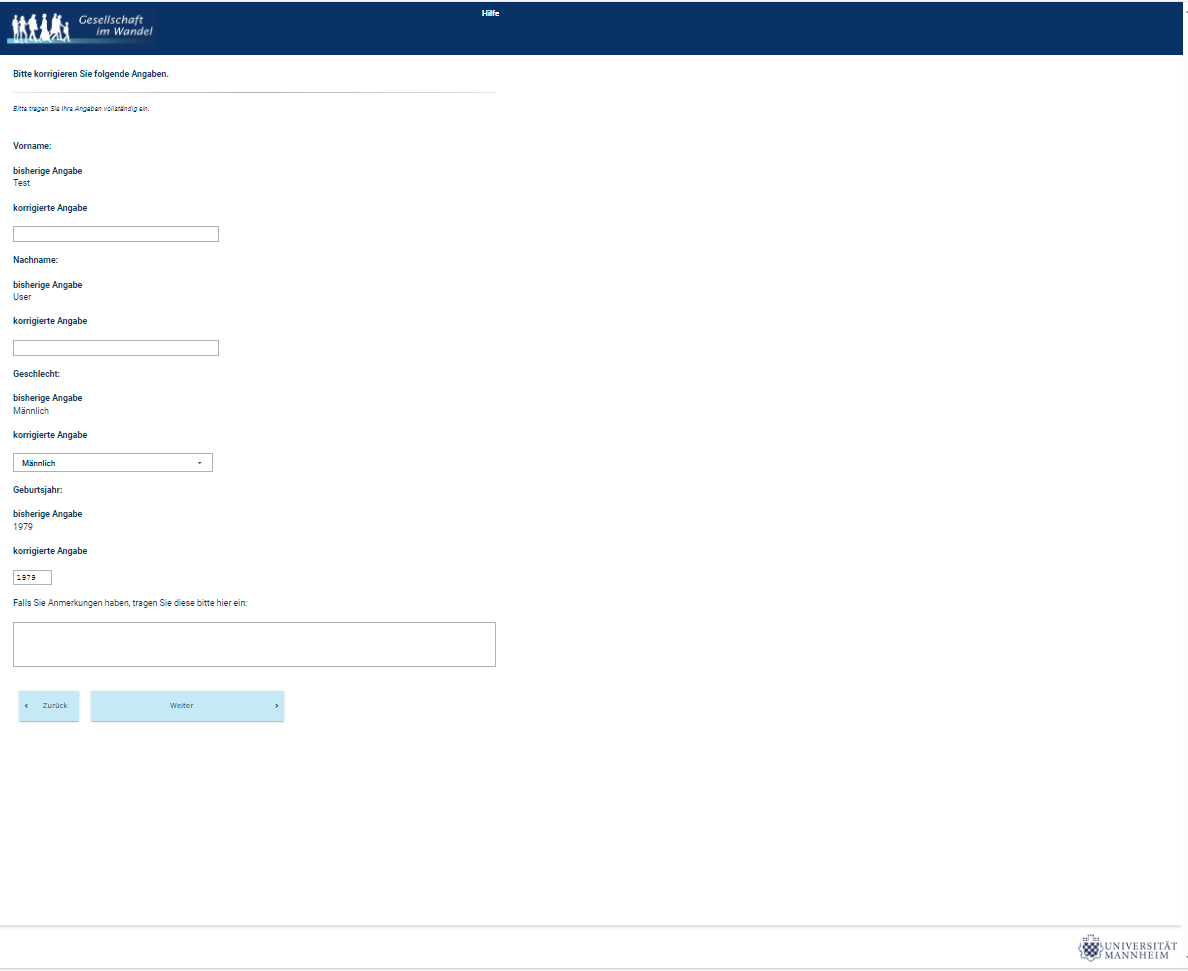 Gesellschaft
im Wandel
Hilfe
Bitte korrigieren Sie folgende Angaben.
Bitte tragen Sie Ihre Angaben vollständig ein.
Vorname:
bisherige Angabe
Test
korrigierte Angabe
Nachname:
bisherige Angabe
User
korrigierte Angabe
Geschlecht:
bisherige Angabe
Männlich
korrigierte Angabe
Männlich
Geburtsjahr:
bisherige Angabe
1979
korrigierte Angabe
1979
Falls Sie Anmerkungen haben, tragen Sie diese bitte hier ein:
Zurück
Weiter
UNIVERSITÄT
MANNHEIM